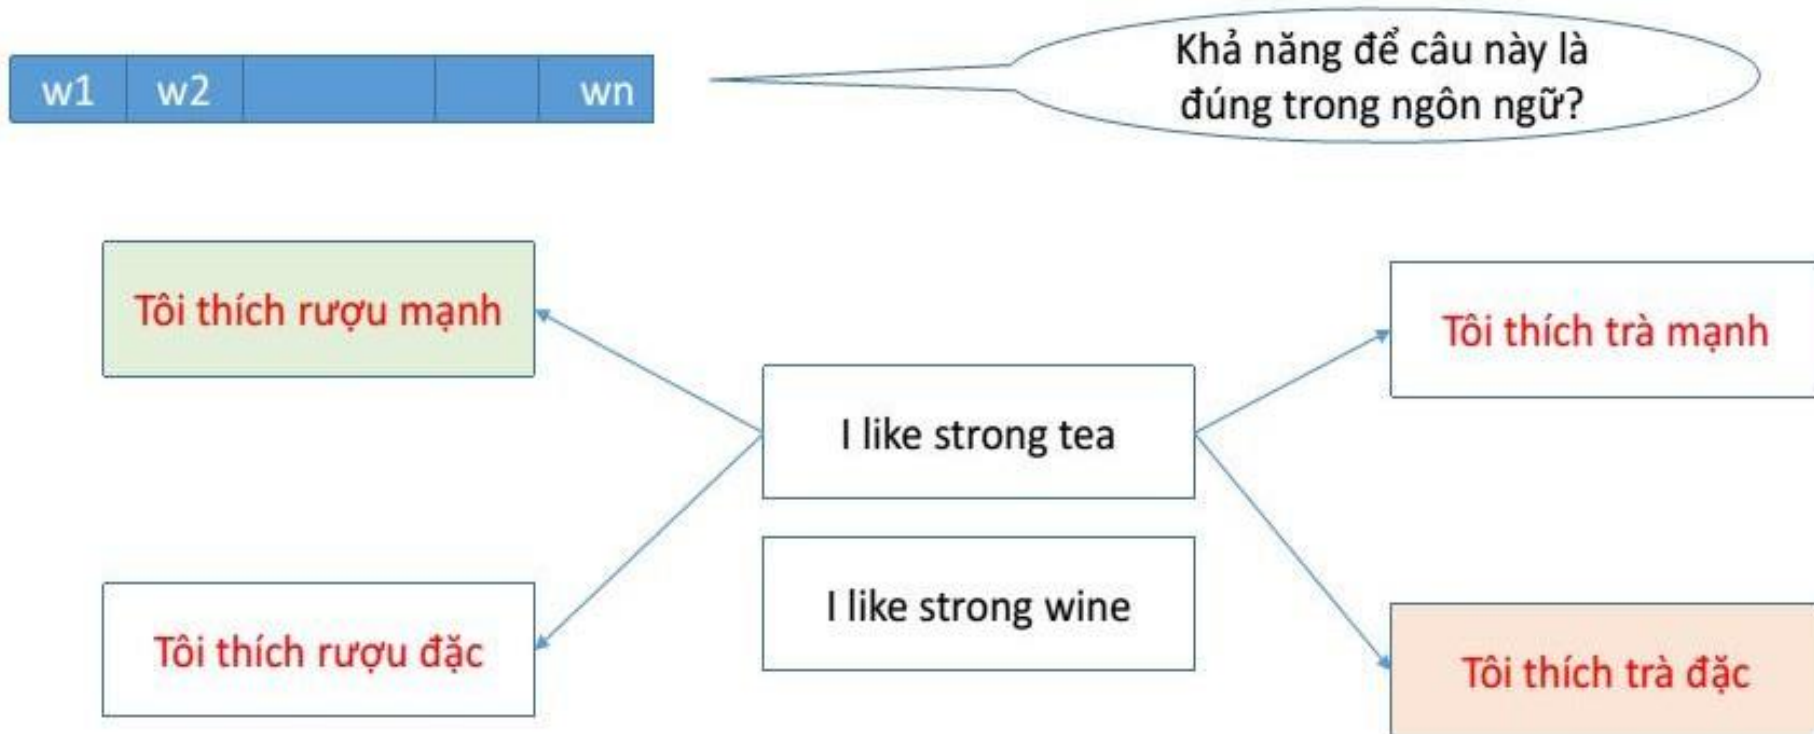 w1 w2 wn
Khả năng để câu này là
đúng trong ngôn ngữ?
Tôi thích rượu mạnh
Tôi thích trà mạnh
I like strong tea
I like strong wine
Tôi thích rượu đặc
Tôi thích trà đặc